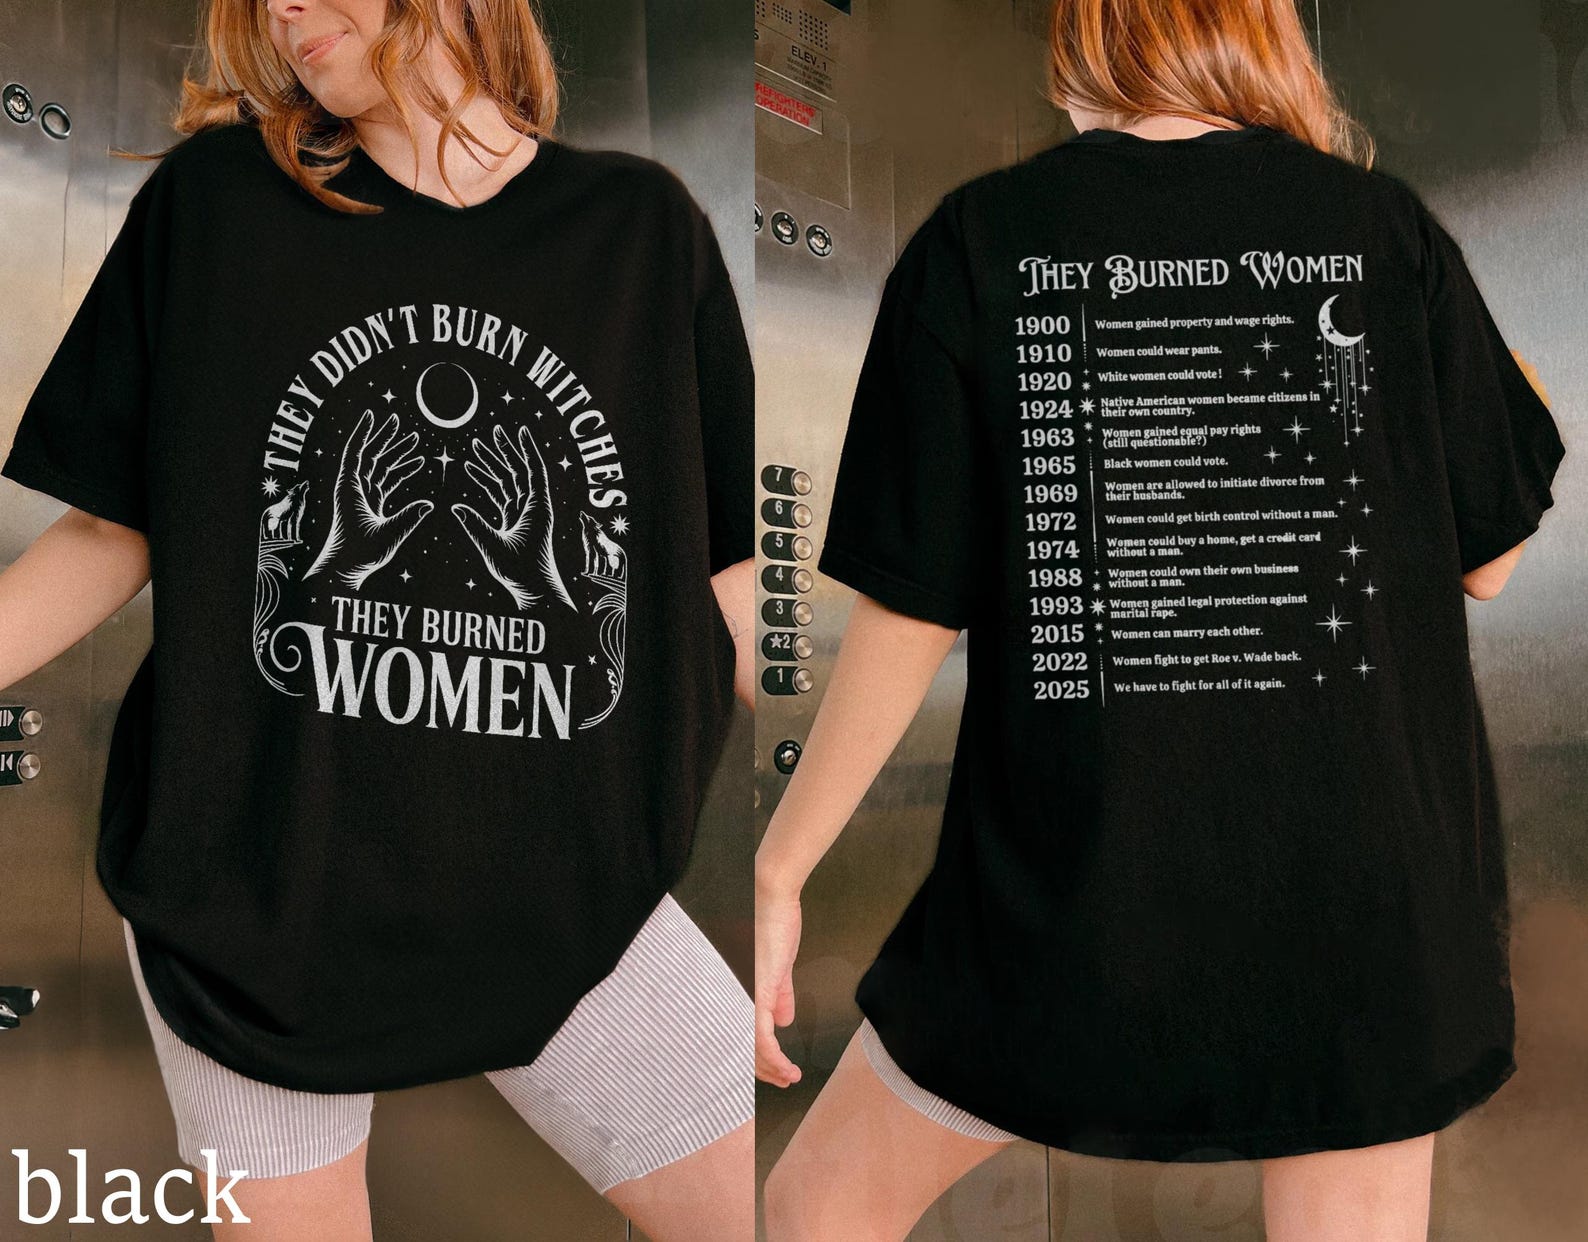 THEY DIDN'T BURN WITCHES
THEY BURNED
WOMEN
black
ELEV-1
OPERATION
7
6
5
4
3
★2
1
THEY BURNED WOMEN
1900 Women gained property and wage rights.
1910 Women could wear pants.
1920 White women could vote!
1924 Native American women became citizens in
their own country.
1963 Women gained equal pay rights
(still questionable?)
1965 Black women could vote.
1969 Women are allowed to initiate divorce from
their husbands.
1972 Women could get birth control without a man.
1974 Women could buy a home, get a credit card
without a man.
1988 Women could own their own business
without a man.
1993 Women gained legal protection against
marital rape.
2015 Women can marry each other.
2022 Women fight to get Roe v. Wade back.
2025 We have to fight for all of it again.